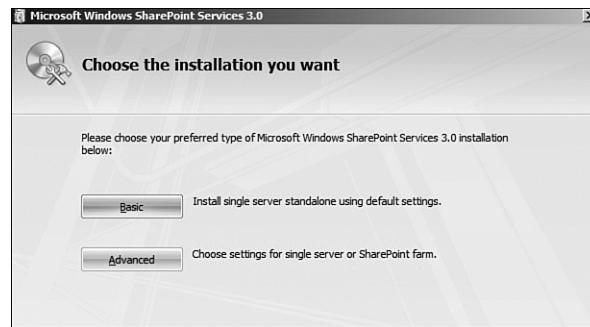 Microsoft Windows SharePoint Services 3.0
Choose the installation you want
Please choose your preferred type of Microsoft Windows SharePoint Services 3.0 installation
below:
Basic
Install single server standalone using default settings.
Advanced
Choose settings for single server or SharePoint farm.